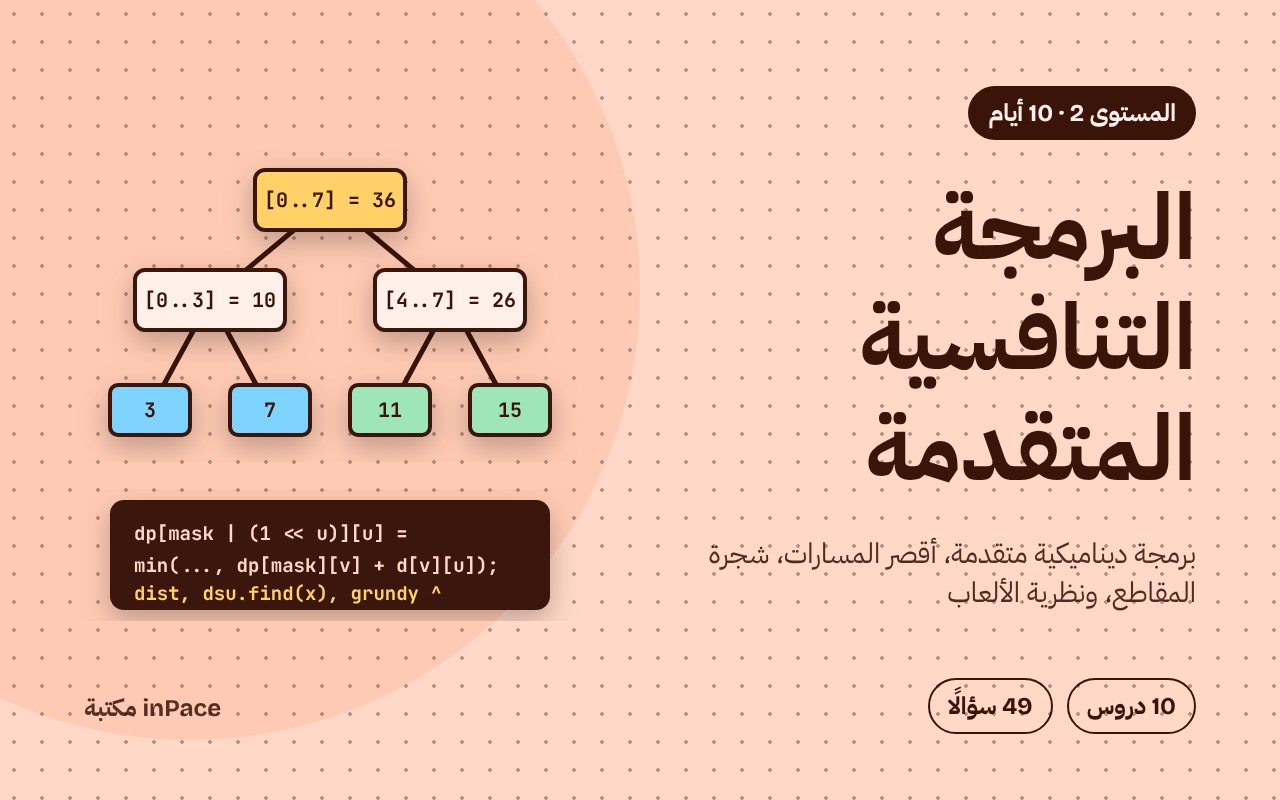 المستوى 2 · 10 أيام
البرمجة
التنافسية
المتقدمة
برمجة ديناميكية متقدمة، أقصر المسارات، شجرة
المقاطع، ونظرية الألعاب
10 دروس
49 سؤالًا
[0..7] = 36
[0..3] = 10
[4..7] = 26
3
7
11
15
dp[mask | (1 << u)][u] =
min(..., dp[mask][v] + d[v][u]);
dist, dsu.find(x), grundy ^
مكتبة inPace